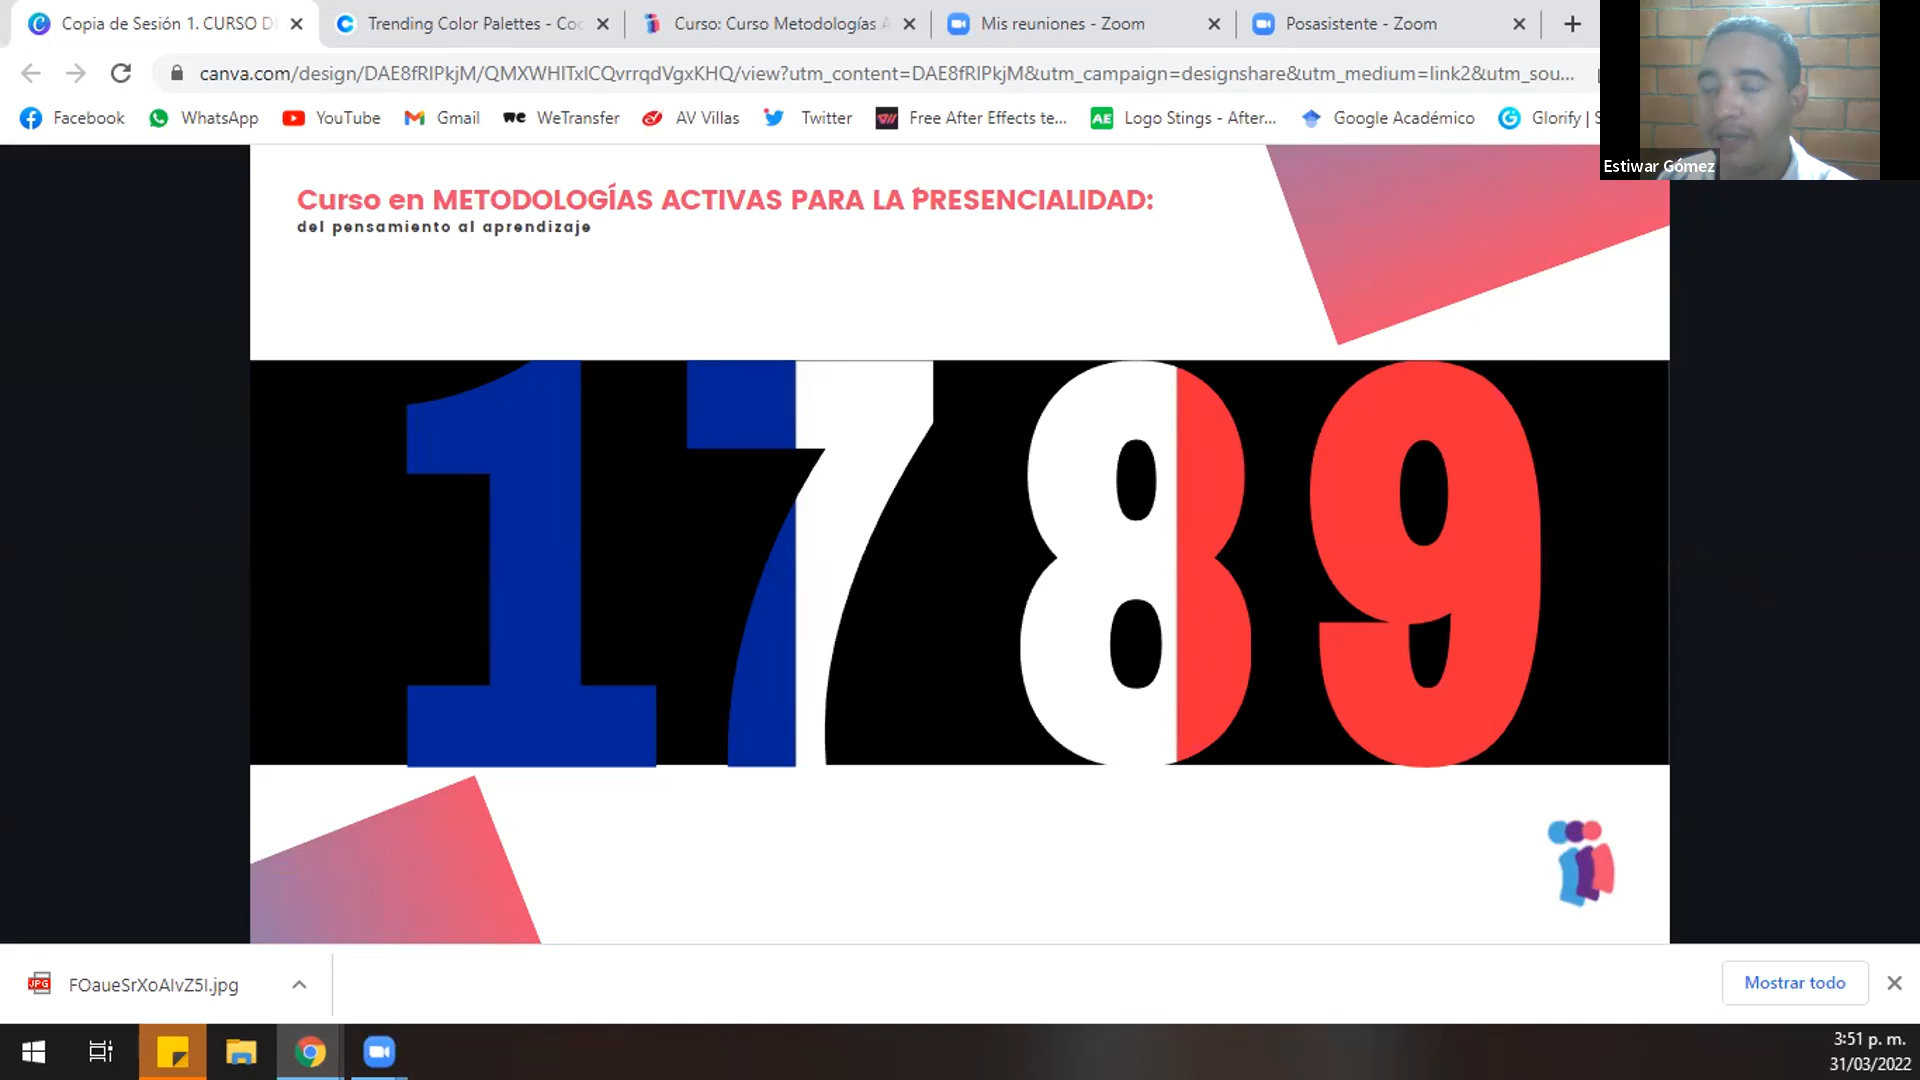 Copia de Sesión 1. CURSO D
Trending Color Palettes - Coo
Curso: Curso Metodologías A
Mis reuniones - Zoom
Posasistente - Zoom
canva.com/design/DAE8fRlPkjM/QMXWHITxICQvrrqdVgxKHQ/view?utm_content=DAE8fRlPkjM&utm_campaign=designshare&utm_medium=link2&utm_sou...
Facebook
WhatsApp
YouTube
Gmail
WeTransfer
AV Villas
Twitter
Free After Effects te...
Logo Stings - After...
Google Académico
Glorify | S
Estiwar Gómez
Curso en METODOLOGÍAS ACTIVAS PARA LA PRESENCIALIDAD:
del pensamiento al aprendizaje
1789
FOaueSrXoAIvZ5I.jpg
Mostrar todo
3:51 p. m.
31/03/2022